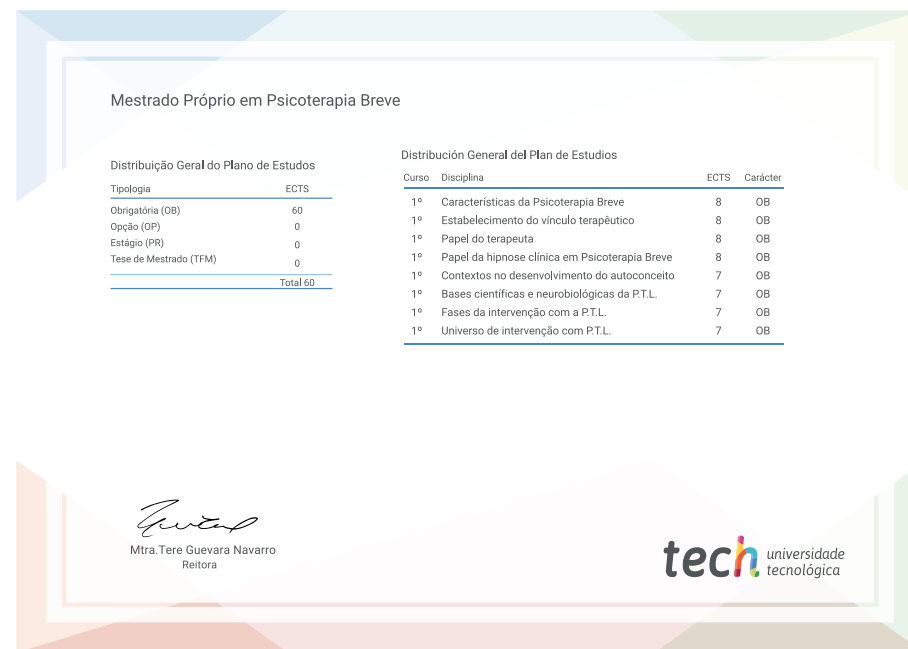 Mestrado Próprio em Psicoterapia Breve
Distribuição Geral do Plano de Estudos
Tipologia ECTS
Obrigatória (OB) 60
Opção (OP) 0
Estágio (PR) 0
Tese de Mestrado (TFM) 0
Total 60
Distribución General del Plan de Estudios
Curso Disciplina ECTS Carácter
1º Características da Psicoterapia Breve 8 OB
1º Estabelecimento do vínculo terapêutico 8 OB
1º Papel do terapeuta 8 OB
1º Papel da hipnose clínica em Psicoterapia Breve 8 OB
1º Contextos no desenvolvimento do autoconceito 7 OB
1º Bases científicas e neurobiológicas da P.T.L. 7 OB
1º Fases da intervenção com a P.T.L. 7 OB
1º Universo de intervenção com P.T.L. 7 OB
Mtra.Tere Guevara Navarro
Reitora
tech universidade
tecnológica